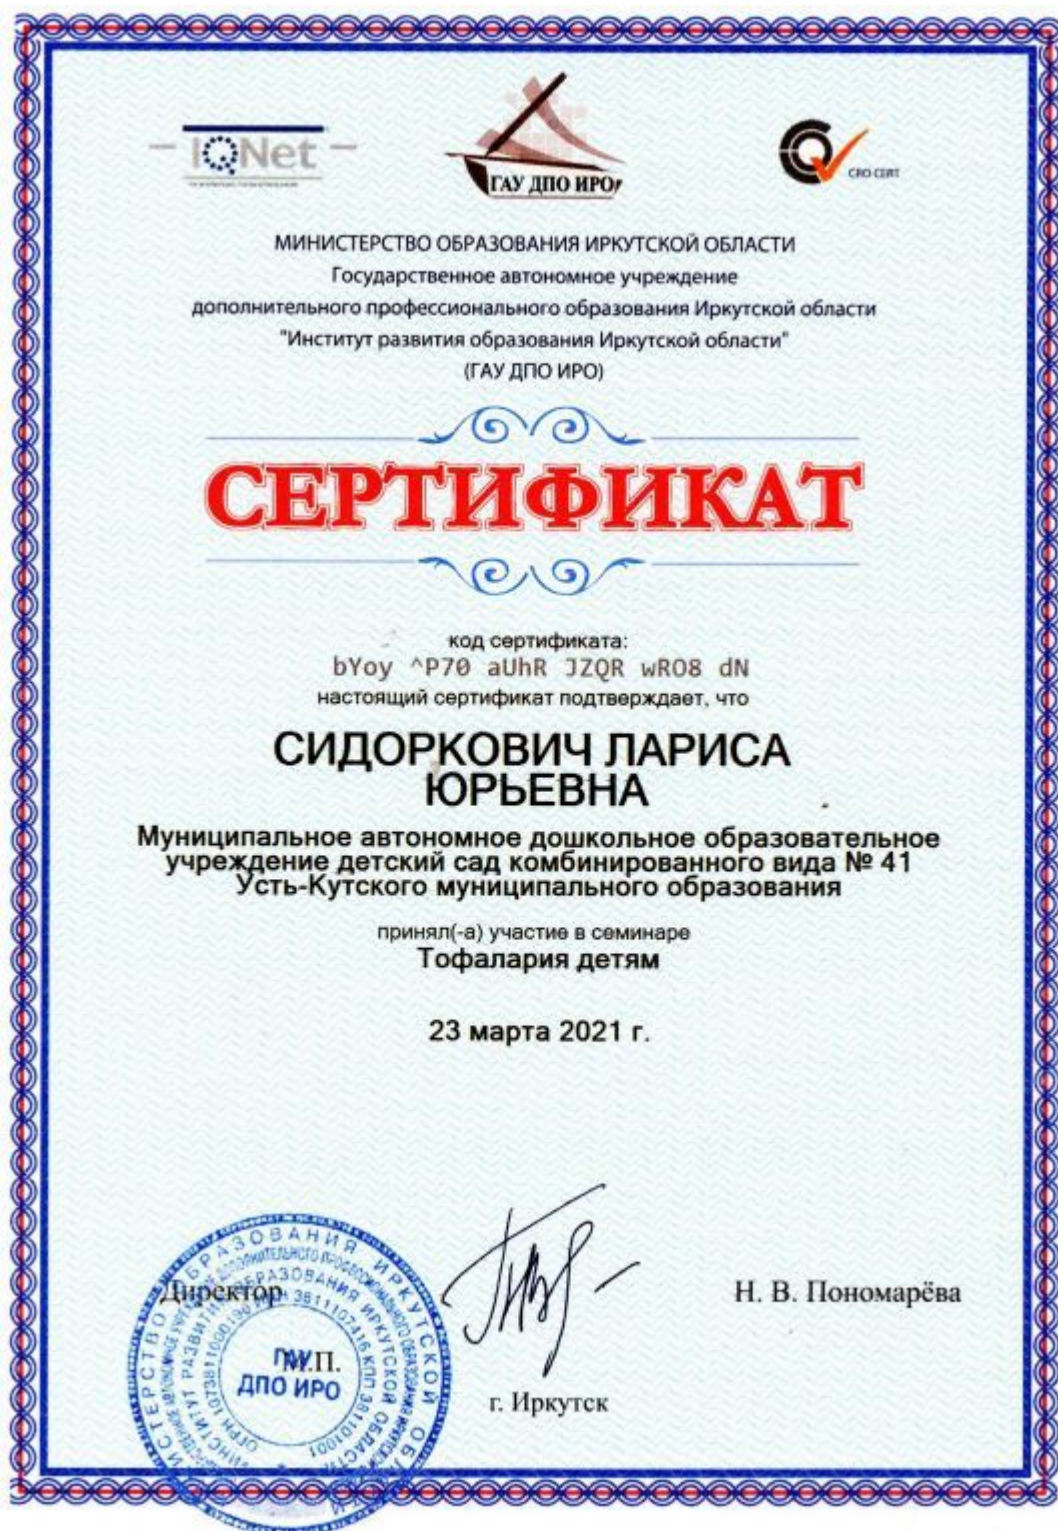 IQNet
ГАУ ДПО ИРО
CRO CERT
МИНИСТЕРСТВО ОБРАЗОВАНИЯ ИРКУТСКОЙ ОБЛАСТИ
Государственное автономное учреждение
дополнительного профессионального образования Иркутской области
"Институт развития образования Иркутской области"
(ГАУ ДПО ИРО)
СЕРТИФИКАТ
код сертификата:
bYoy ^P70 aUhR JZQR wRO8 dN
настоящий сертификат подтверждает, что
СИДОРКОВИЧ ЛАРИСА
ЮРЬЕВНА
Муниципальное автономное дошкольное образовательное
учреждение детский сад комбинированного вида № 41
Усть-Кутского муниципального образования
принял(-а) участие в семинаре
Тофалария детям
23 марта 2021 г.
Директор
Н. В. Пономарёва
М.П.
ГАУ
ДПО ИРО
г. Иркутск